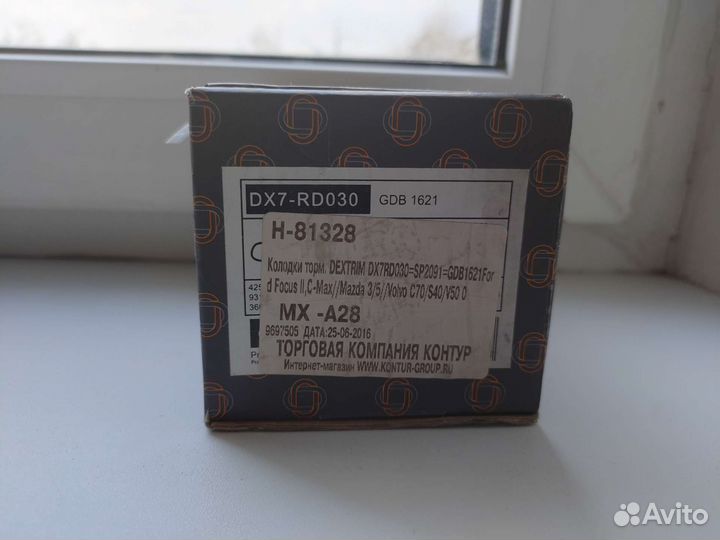 DX7-RD030 GDB 1621
H-81328
Колодки торм. DEXTRIM DX7RD030=SP2091=GDB1621For
d Focus II,C-Max//Mazda 3/5//Volvo C70/S40/V50 0
MX -A28
9697505 ДАТА:25-06-2016
ТОРГОВАЯ КОМПАНИЯ КОНТУР
Интернет-магазин WWW.KONTUR-GROUP.RU
Avito